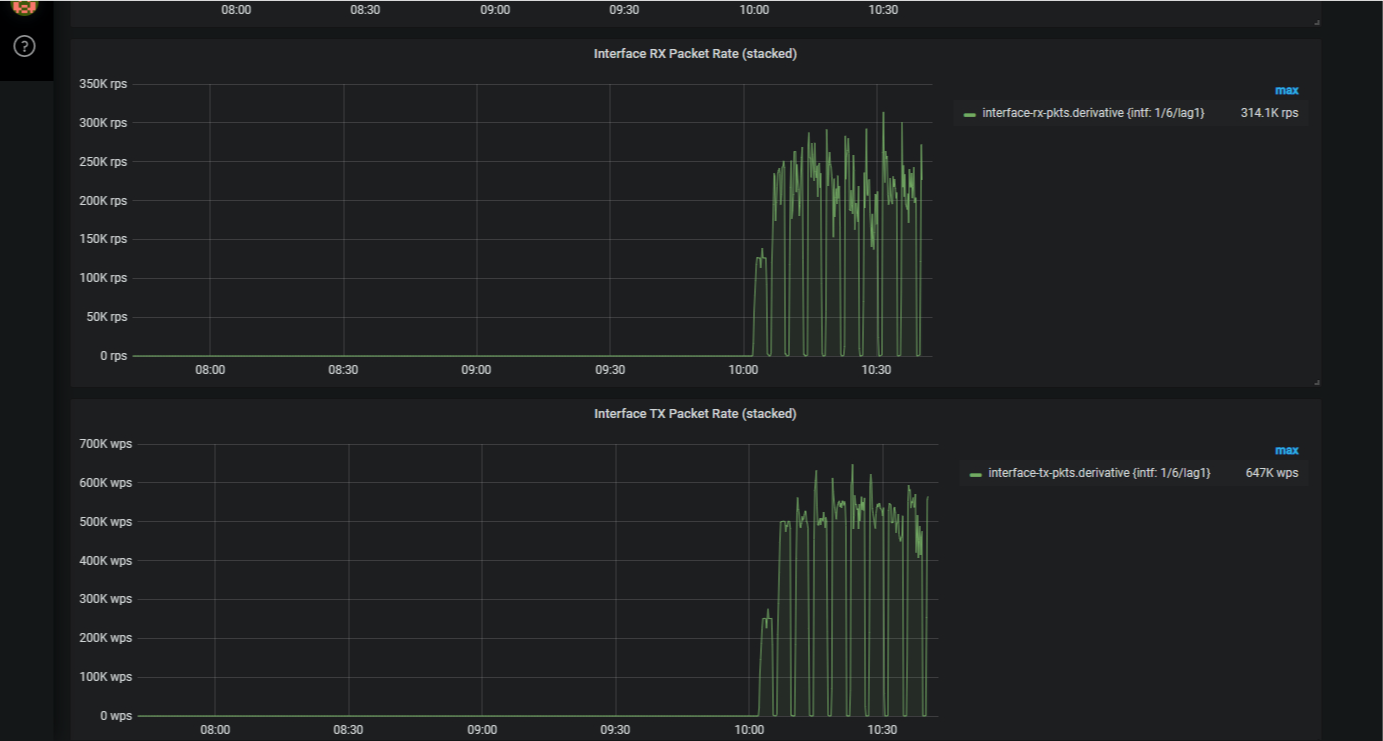 08:00 08:30 09:00 09:30 10:00 10:30
?
Interface RX Packet Rate (stacked)
350K rps
300K rps
250K rps
200K rps
150K rps
100K rps
50K rps
0 rps
08:00 08:30 09:00 09:30 10:00 10:30
max
interface-rx-pkts.derivative {intf: 1/6/lag1} 314.1K rps
Interface TX Packet Rate (stacked)
700K wps
600K wps
500K wps
400K wps
300K wps
200K wps
100K wps
0 wps
08:00 08:30 09:00 09:30 10:00 10:30
max
interface-tx-pkts.derivative {intf: 1/6/lag1} 647K wps